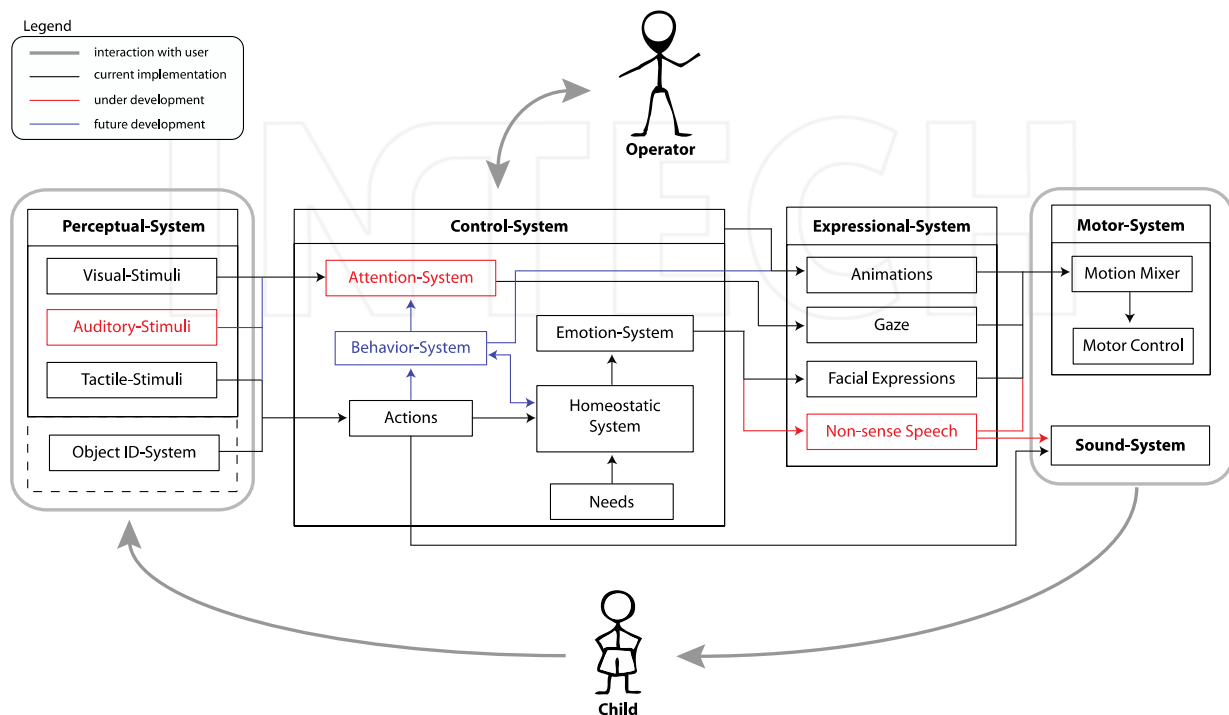 Legend
interaction with user
current implementation
under development
future development
INTECH
Operator
Perceptual-System
Visual-Stimuli
Auditory-Stimuli
Tactile-Stimuli
Object ID-System
Control-System
Attention-System
Behavior-System
Emotion-System
Actions
Homeostatic
System
Needs
Expressional-System
Animations
Gaze
Facial Expressions
Non-sense Speech
Motor-System
Motion Mixer
Motor Control
Sound-System
Child